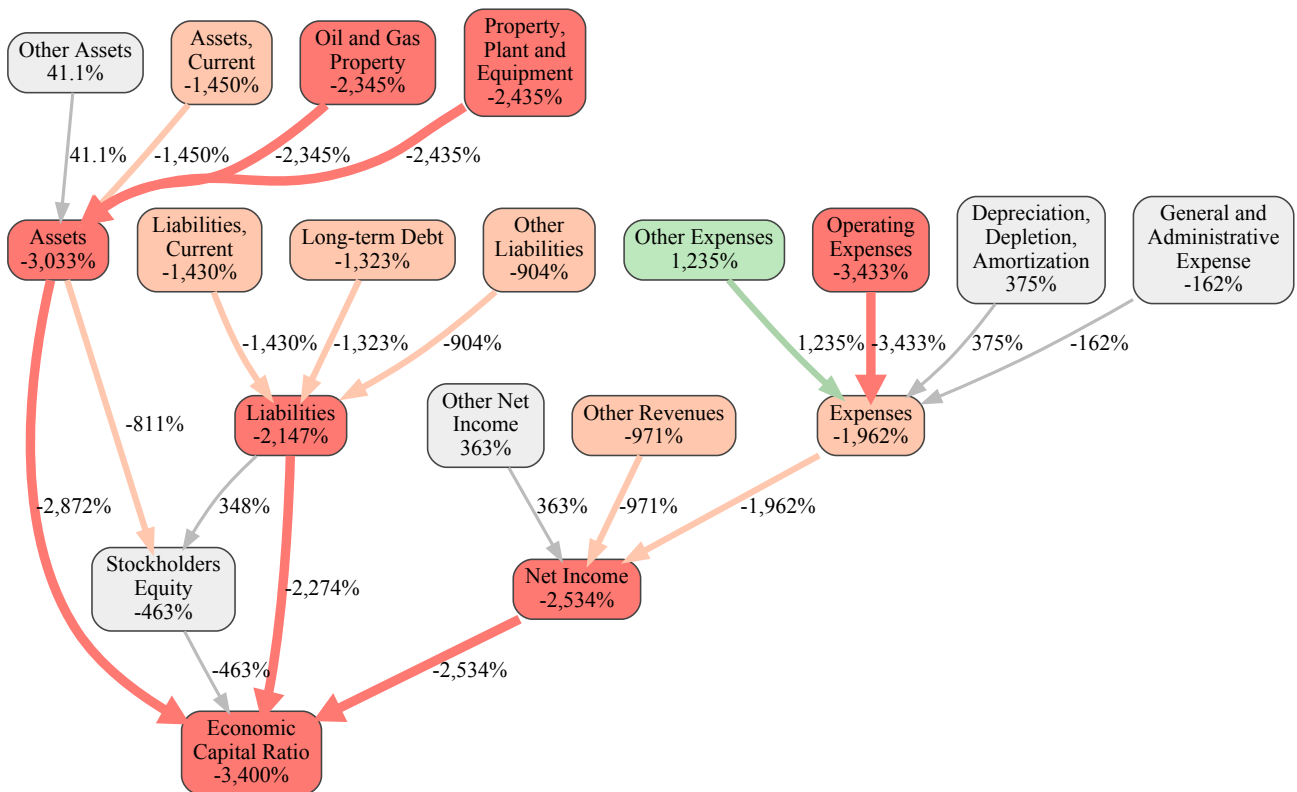 Other Assets
41.1%
Assets,
Current
-1,450%
Oil and Gas
Property
-2,345%
Property,
Plant and
Equipment
-2,435%
41.1%
-1,450%
-2,345%
-2,435%
Assets
-3,033%
Liabilities,
Current
-1,430%
Long-term Debt
-1,323%
Other
Liabilities
-904%
Other Expenses
1,235%
Operating
Expenses
-3,433%
Depreciation,
Depletion,
Amortization
375%
General and
Administrative
Expense
-162%
-1,430%
-1,323%
-904%
1,235%
-3,433%
375%
-162%
-811%
Liabilities
-2,147%
Other Net
Income
363%
Other Revenues
-971%
Expenses
-1,962%
-2,872%
348%
363%
-971%
-1,962%
Stockholders
Equity
-463%
-2,274%
Net Income
-2,534%
-463%
-2,534%
Economic
Capital Ratio
-3,400%